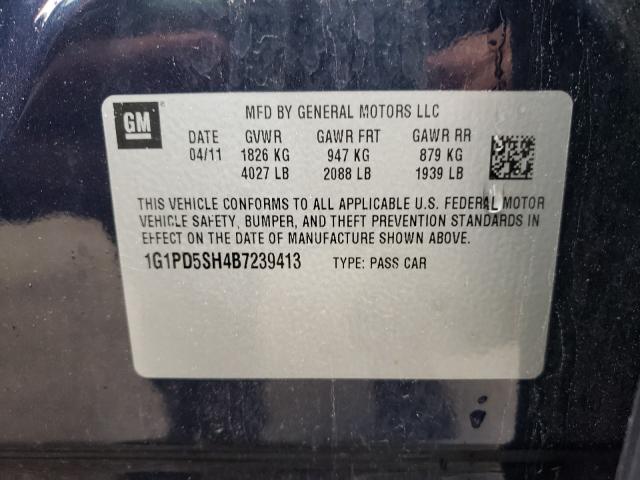 GM
MFD BY GENERAL MOTORS LLC
DATE GVWR GAWR FRT GAWR RR
04/11 1826 KG 947 KG 879 KG
4027 LB 2088 LB 1939 LB
THIS VEHICLE CONFORMS TO ALL APPLICABLE U.S. FEDERAL MOTOR
VEHICLE SAFETY, BUMPER, AND THEFT PREVENTION STANDARDS IN
EFFECT ON THE DATE OF MANUFACTURE SHOWN ABOVE.
1G1PD5SH4B7239413 TYPE: PASS CAR